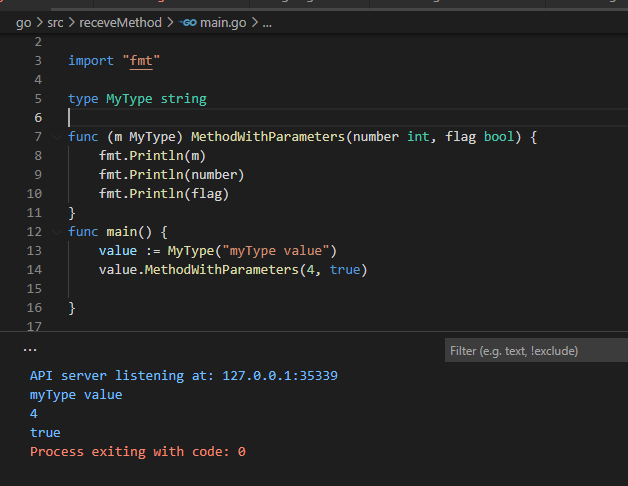 go > src > receveMethod > main.go > ...
2
3 import "fmt"
4
5 type MyType string
6
7 func (m MyType) MethodWithParameters(number int, flag bool) {
8 fmt.Println(m)
9 fmt.Println(number)
10 fmt.Println(flag)
11 }
12 func main() {
13 value := MyType("myType value")
14 value.MethodWithParameters(4, true)
15
16 }
17
...
Filter (e.g. text, !exclude)
API server listening at: 127.0.0.1:35339
myType value
4
true
Process exiting with code: 0